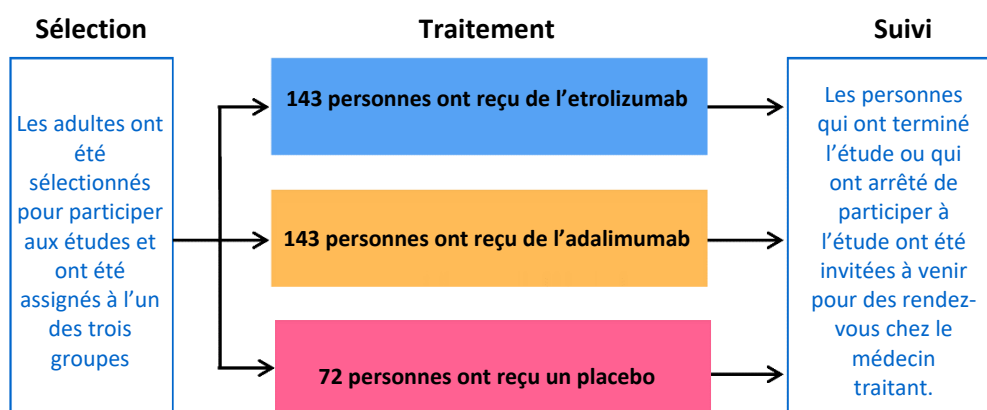 Sélection
Traitement
Suivi
Les adultes ont
été
sélectionnés
pour participer
aux études et
ont été
assignés à l’un
des trois
groupes
143 personnes ont reçu de l’etrolizumab
143 personnes ont reçu de l’adalimumab
72 personnes ont reçu un placebo
Les personnes
qui ont terminé
l’étude ou qui
ont arrêté de
participer à
l’étude ont été
invitées à venir
pour des rendez-
vous chez le
médecin
traitant.